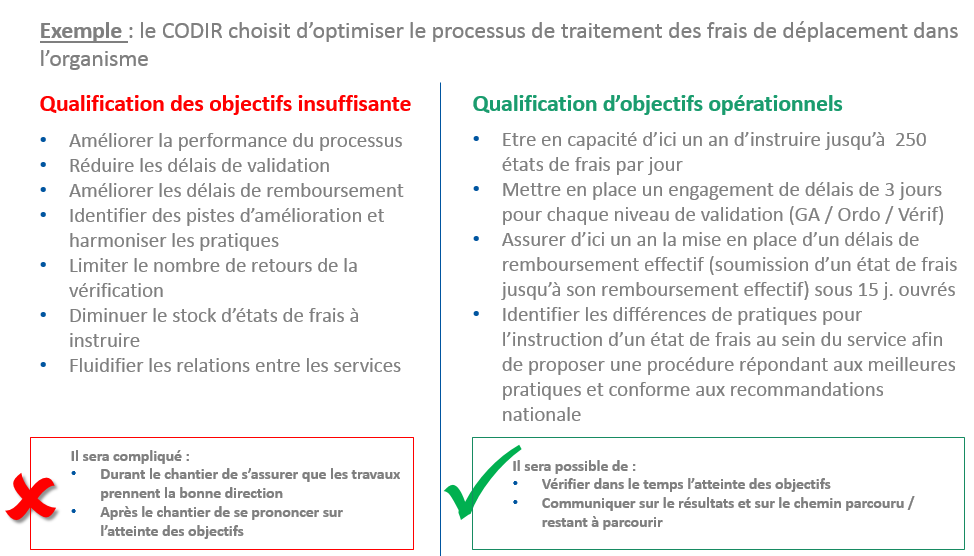 Exemple : le CODIR choisit d’optimiser le processus de traitement des frais de déplacement dans
l’organisme
Qualification des objectifs insuffisante
• Améliorer la performance du processus
• Réduire les délais de validation
• Améliorer les délais de remboursement
• Identifier des pistes d’amélioration et
harmoniser les pratiques
• Limiter le nombre de retours de la
vérification
• Diminuer le stock d’états de frais à
instruire
• Fluidifier les relations entre les services
Il sera compliqué :
• Durant le chantier de s’assurer que les travaux
prennent la bonne direction
• Après le chantier de se prononcer sur
l’atteinte des objectifs
Qualification d’objectifs opérationnels
• Etre en capacité d’ici un an d’instruire jusqu’à 250
états de frais par jour
• Mettre en place un engagement de délais de 3 jours
pour chaque niveau de validation (GA / Ordo / Vérif)
• Assurer d’ici un an la mise en place d’un délais de
remboursement effectif (soumission d’un état de frais
jusqu’à son remboursement effectif) sous 15 j. ouvrés
• Identifier les différences de pratiques pour
l’instruction d’un état de frais au sein du service afin
de proposer une procédure répondant aux meilleures
pratiques et conforme aux recommandations
nationale
Il sera possible de :
• Vérifier dans le temps l’atteinte des objectifs
• Communiquer sur le résultats et sur le chemin parcouru /
restant à parcourir